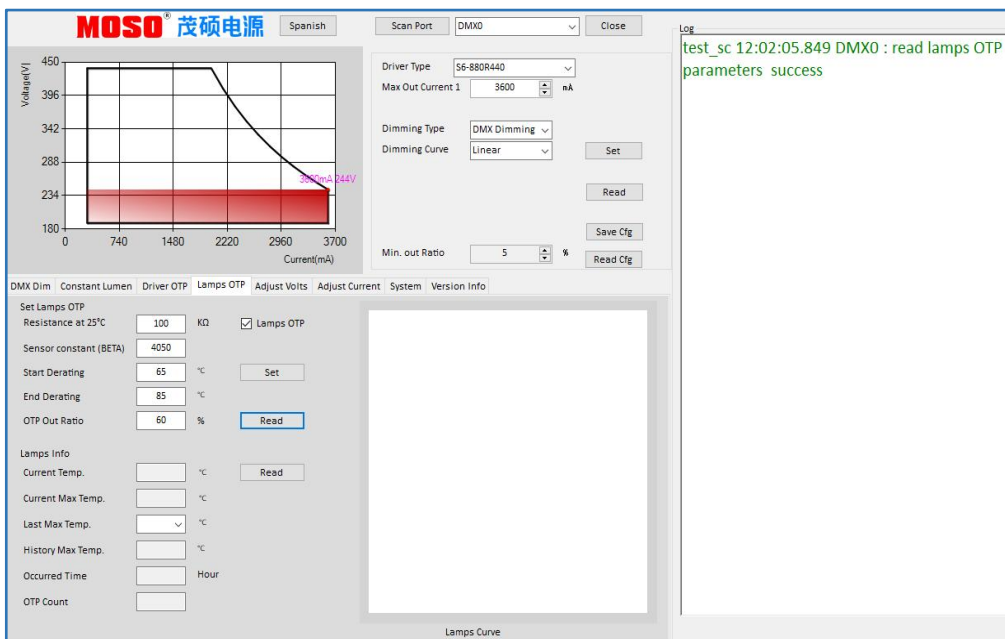 MOSO® 茂硕电源
Spanish
Scan Port
DMX0
Close
Voltage(V)
450
396
342
288
234
180
3600mA 244V
0 740 1480 2220 2960 3700
Current(mA)
Driver Type S6-880R440
Max Out Current 1 3600 mA
Dimming Type DMX Dimming
Dimming Curve Linear
Set
Read
Save Cfg
Min. out Ratio 5 %
Read Cfg
DMX Dim Constant Lumen Driver OTP Lamps OTP Adjust Volts Adjust Current System Version Info
Set Lamps OTP
Resistance at 25°C 100 KΩ Lamps OTP
Sensor constant (BETA) 4050
Start Derating 65 °C Set
End Derating 85 °C
OTP Out Ratio 60 % Read
Lamps Info
Current Temp. °C Read
Current Max Temp. °C
Last Max Temp. °C
History Max Temp. °C
Occurred Time Hour
OTP Count
Lamps Curve
Log
test_sc 12:02:05.849 DMX0 : read lamps OTP
parameters success